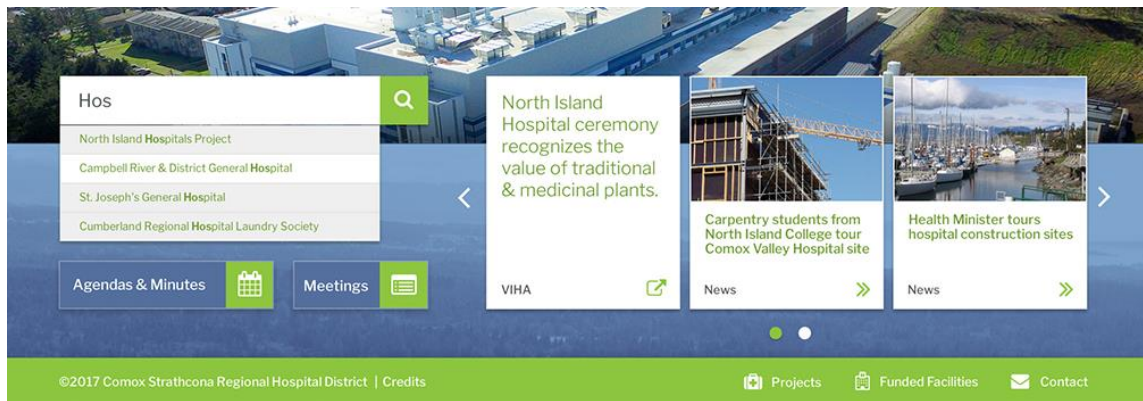 Hos
North Island Hospitals Project
Campbell River & District General Hospital
St. Joseph's General Hospital
Cumberland Regional Hospital Laundry Society
Agendas & Minutes
Meetings
North Island
Hospital ceremony
recognizes the
value of traditional
& medicinal plants.
VIHA
Carpentry students from
North Island College tour
Comox Valley Hospital site
News
Health Minister tours
hospital construction sites
News
©2017 Comox Strathcona Regional Hospital District | Credits
Projects
Funded Facilities
Contact